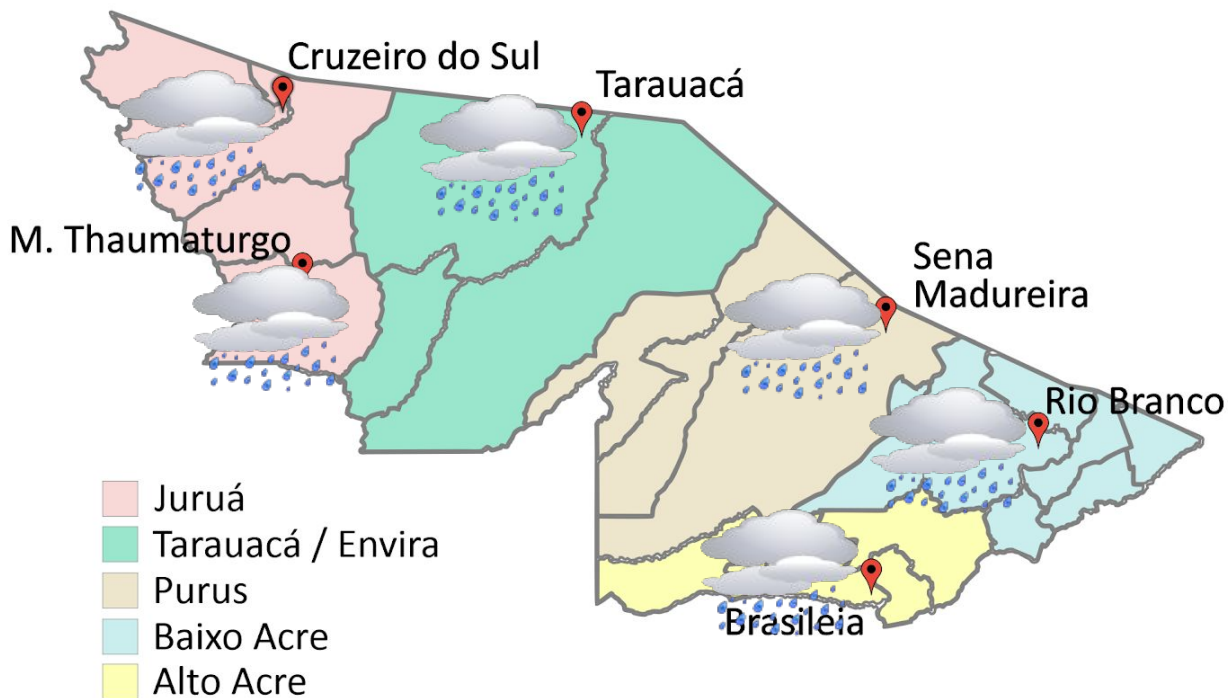 Cruzeiro do Sul
Tarauacá
M. Thaumaturgo
Sena
Madureira
Rio Branco
Brasileia
Juruá
Tarauacá / Envira
Purus
Baixo Acre
Alto Acre